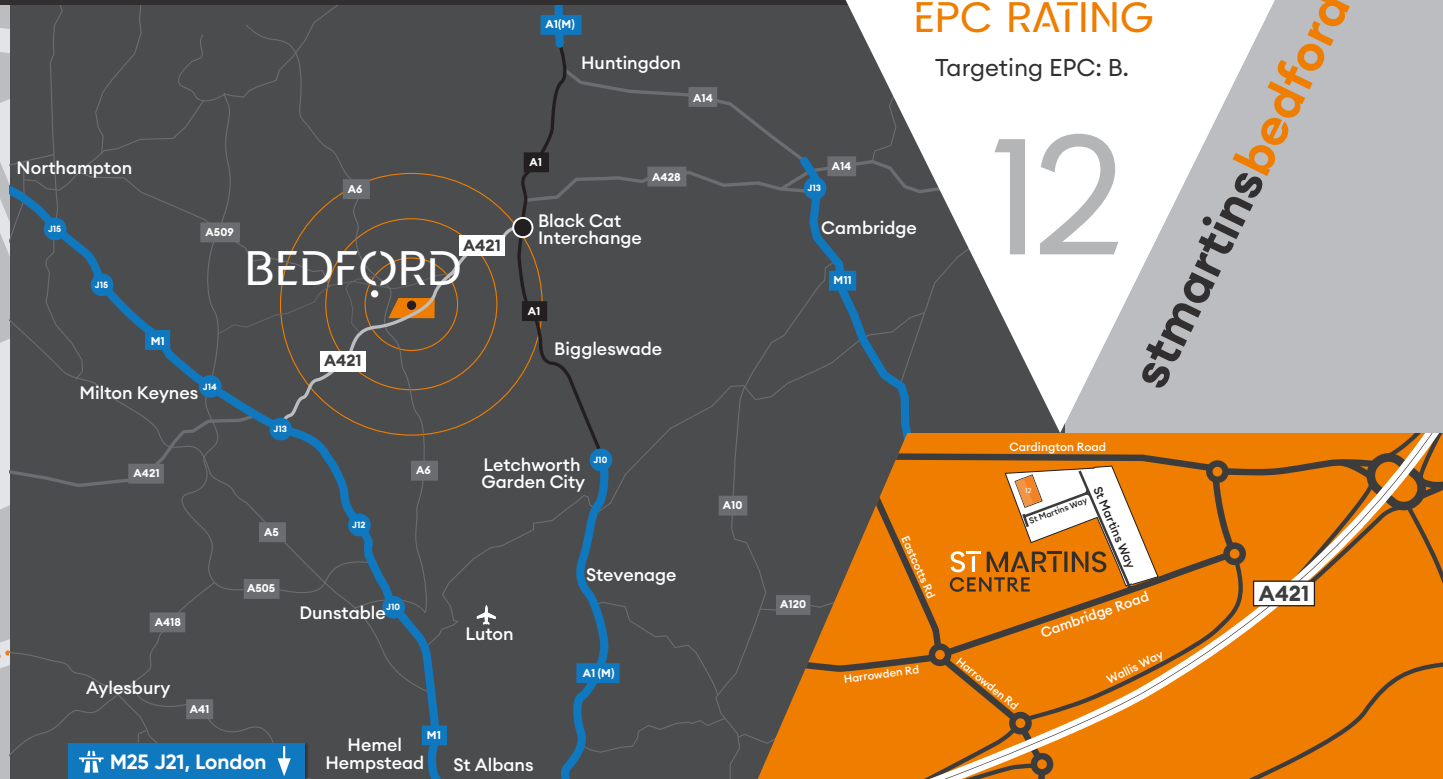 A1(M)
Huntingdon
A14
Northampton
A1
A14
A6
A428
J13
J15
A509
Black Cat
Interchange
Cambridge
A421
BEDFORD
J15
M11
A1
M1
Biggleswade
A421
Milton Keynes
J14
J13
Letchworth
Garden City
J10
A421
A6
A10
J12
A5
Stevenage
A505
Dunstable
J10
A120
A418
Luton
A1 (M)
Aylesbury
A41
M1
Hemel
Hempstead
St Albans
M25 J21, London
EPC RATING
Targeting EPC: B.
12
stmartinsbedford
Cardington Road
12
St Martins Way
St Martins Way
Eastcotts Rd
ST MARTINS
CENTRE
A421
Cambridge Road
Harrowden Rd
Harrowden Rd
Wallis Way